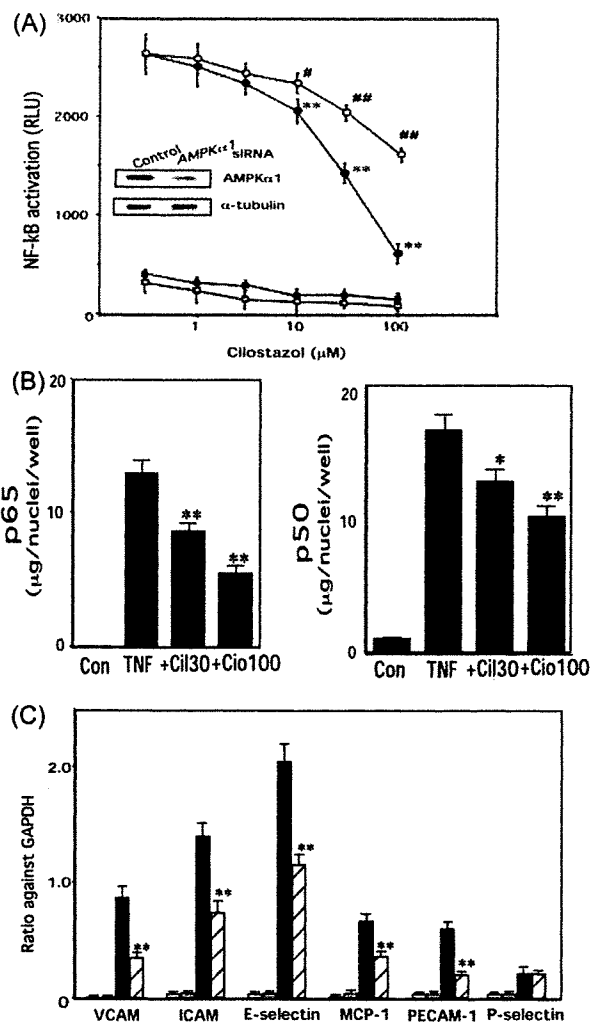 (A)
3000
2000
1000
0
NF-kB activation (RLU)
#
##
##
**
**
**
Control AMPKα1 siRNA
AMPKα1
α-tubulin
1 10 100
Cilostazol (μM)
(B)
20
10
0
p65
(μg/nuclei/well)
**
**
Con TNF +Cil30 +Cio100
20
10
0
p50
(μg/nuclei/well)
*
**
Con TNF +Cil30 +Cio100
(C)
2.0
1.0
0
Ratio against GAPDH
**
**
**
**
**
VCAM ICAM E-selectin MCP-1 PECAM-1 P-selectin